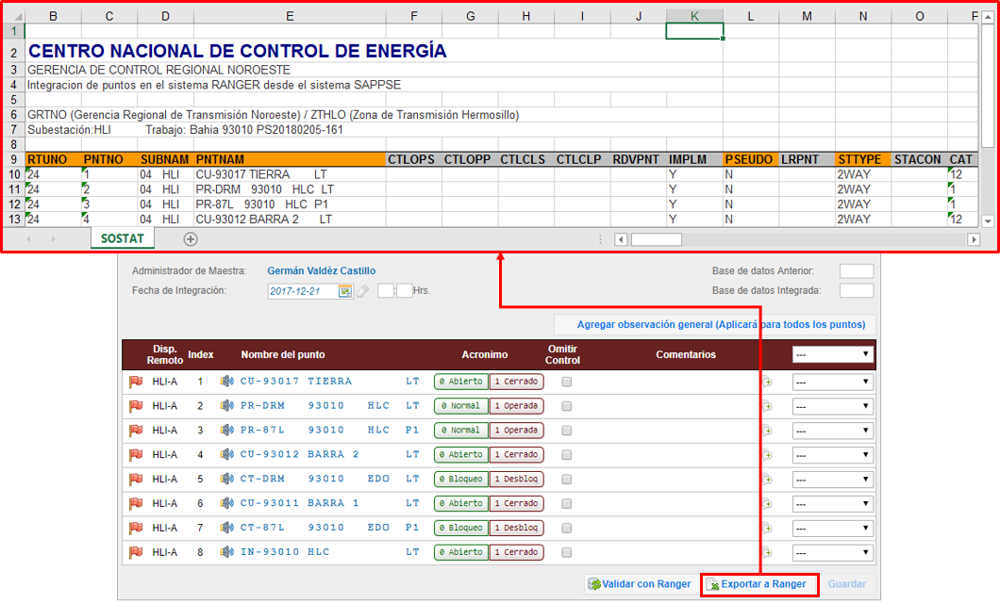 B C D E F G H I J K L M N O P
1
2 CENTRO NACIONAL DE CONTROL DE ENERGÍA
3 GERENCIA DE CONTROL REGIONAL NOROESTE
4 Integracion de puntos en el sistema RANGER desde el sistema SAPPSE
5
6 GRTNO (Gerencia Regional de Transmisión Noroeste) / ZTHLO (Zona de Transmisión Hermosillo)
7 Subestación:HLI Trabajo: Bahia 93010 PS20180205-161
8
9 RTUNO PNTNO SUBNAM PNTNAM CTLOPS CTLOPP CTLCLS CTLCLP RDVPNT IMPLM PSEUDO LRPNT STTYPE STACON CAT
10 24 1 04 HLI CU-93017 TIERRA LT Y N 2WAY 12
11 24 2 04 HLI PR-DRM 93010 HLC LT Y N 2WAY 1
12 24 3 04 HLI PR-87L 93010 HLC P1 Y N 2WAY 1
13 24 4 04 HLI CU-93012 BARRA 2 LT Y N 2WAY 12
SOSTAT
Administrador de Maestra: Germán Valdéz Castillo Base de datos Anterior:
Fecha de Integración: 2017-12-21 : Hrs. Base de datos Integrada:
Agregar observación general (Aplicará para todos los puntos)
Disp. Remoto Index Nombre del punto Acronimo Omitir Control Comentarios ---
HLI-A 1 CU-93017 TIERRA LT 0 Abierto 1 Cerrado ---
HLI-A 2 PR-DRM 93010 HLC LT 0 Normal 1 Operada ---
HLI-A 3 PR-87L 93010 HLC P1 0 Normal 1 Operada ---
HLI-A 4 CU-93012 BARRA 2 LT 0 Abierto 1 Cerrado ---
HLI-A 5 CT-DRM 93010 EDO LT 0 Bloqueo 1 Desbloq ---
HLI-A 6 CU-93011 BARRA 1 LT 0 Abierto 1 Cerrado ---
HLI-A 7 CT-87L 93010 EDO P1 0 Bloqueo 1 Desbloq ---
HLI-A 8 IN-93010 HLC LT 0 Abierto 1 Cerrado ---
Validar con Ranger Exportar a Ranger Guardar